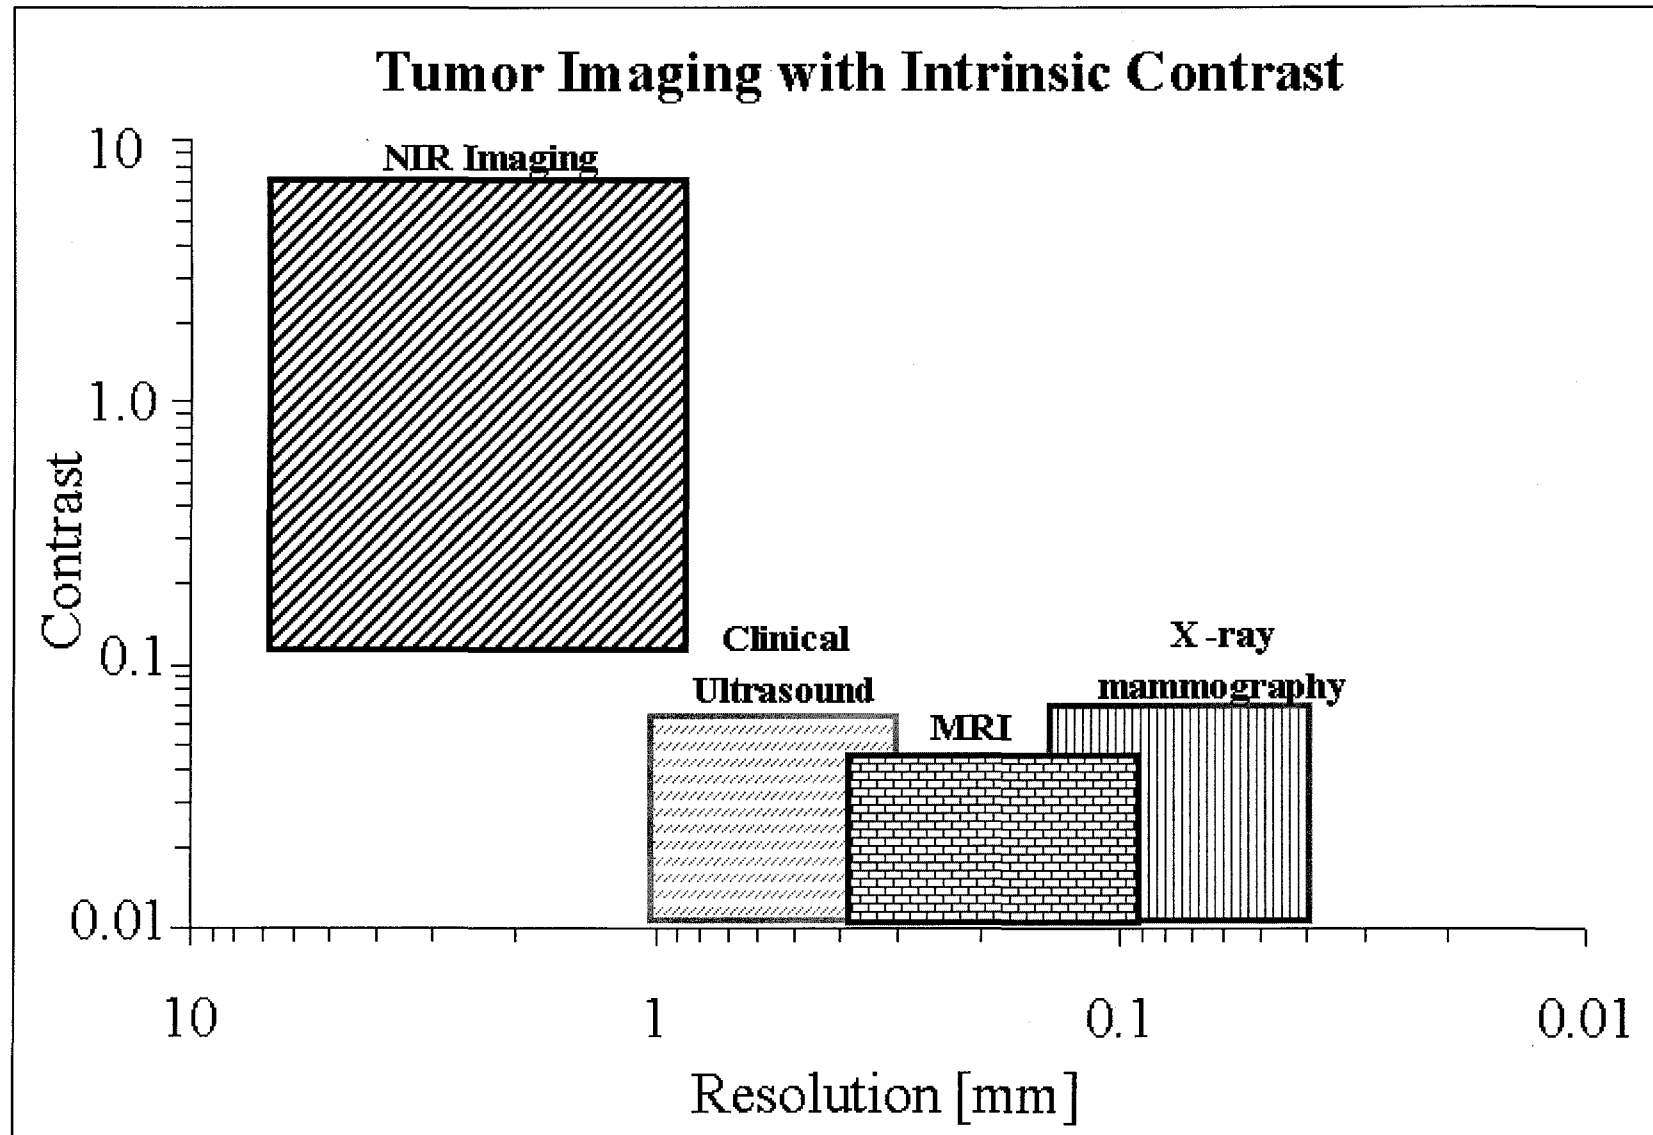 Tumor Imaging with Intrinsic Contrast
10
NIR Imaging
1.0
Contrast
0.1
Clinical
Ultrasound
MRI
X-ray
mammography
0.01
10
1
0.1
0.01
Resolution [mm]